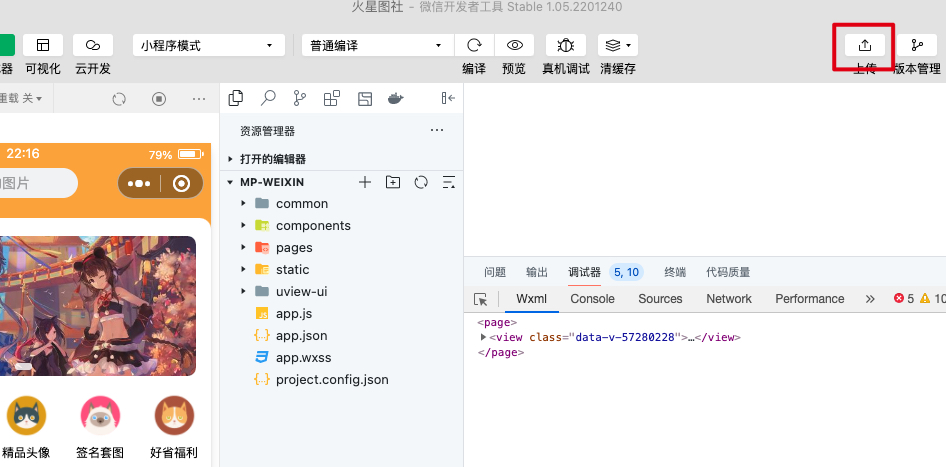 火星图社 - 微信开发者工具 Stable 1.05.2201240
小程序模式
普通编译
器 可视化 云开发
编译 预览 真机调试 清缓存
上传 版本管理
重载 关
资源管理器
打开的编辑器
MP-WEIXIN
common
components
pages
static
uview-ui
app.js
app.json
app.wxss
project.config.json
22:16
79%
图片
精品头像 签名套图 好省福利
问题 输出 调试器 5, 10 终端 代码质量
Wxml Console Sources Network Performance 5 10
<page>
<view class="data-v-57280228">…</view>
</page>